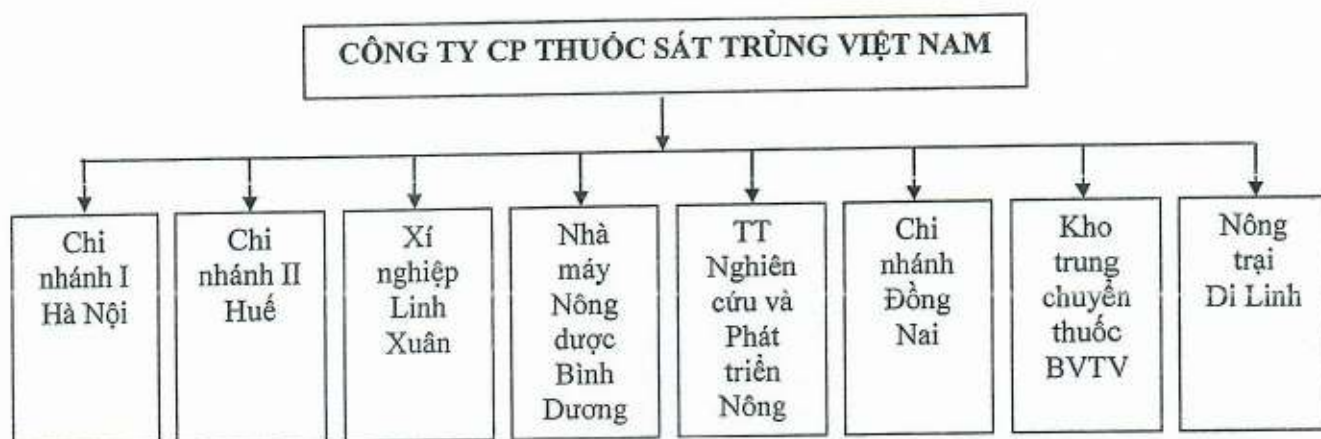 CÔNG TY CP THUỐC SÁT TRÙNG VIỆT NAM
Chi
nhánh I
Hà Nội
Chi
nhánh II
Huế
Xí
nghiệp
Linh
Xuân
Nhà
máy
Nông
dược
Bình
Dương
TT
Nghiên
cứu và
Phát
triển
Nông
Chi
nhánh
Đồng
Nai
Kho
trung
chuyển
thuốc
BVTV
Nông
trại
Di Linh